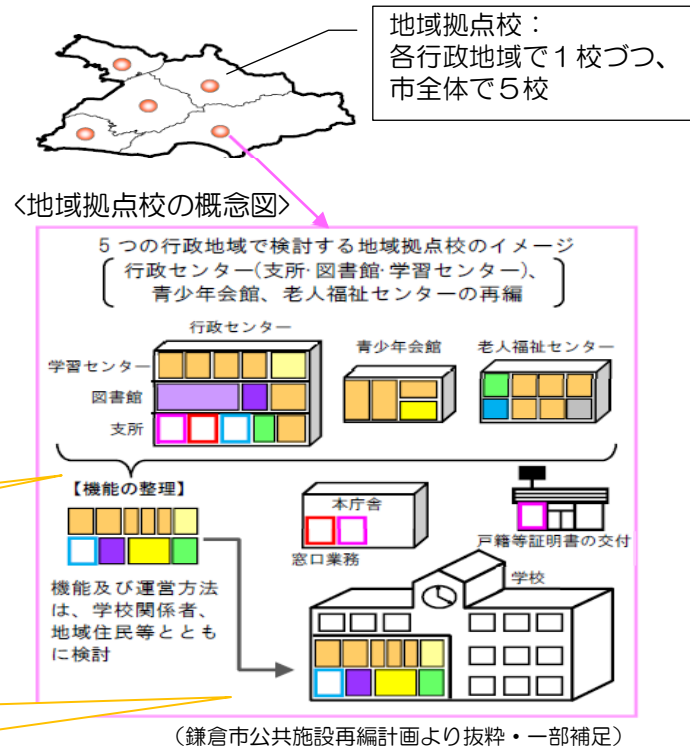 地域拠点校：
各行政地域で１校づつ、
市全体で５校
<地域拠点校の概念図>
5 つの行政地域で検討する地域拠点校のイメージ
行政センター(支所･図書館･学習センター)、
青少年会館、老人福祉センターの再編
行政センター
青少年会館
老人福祉センター
学習センター
図書館
支所
【機能の整理】
本庁舎
窓口業務
戸籍等証明書の交付
機能及び運営方法
は、学校関係者、
地域住民等ととも
に検討
学校
（鎌倉市公共施設再編計画より抜粋・一部補足）